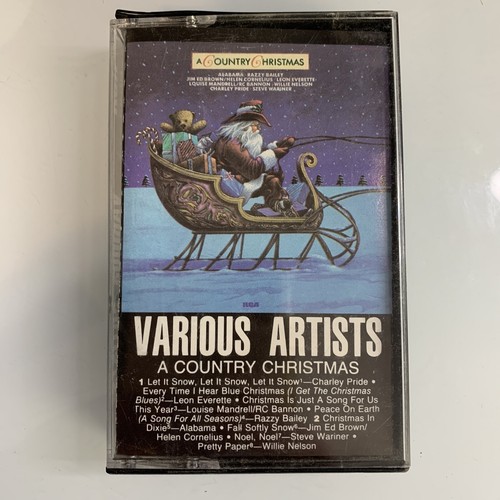 A COUNTRY CHRISTMAS
ALABAMA · RAZZY BAILEY
JIM ED BROWN/HELEN CORNELIUS · LEON EVERETTE
LOUISE MANDRELL/RC BANNON · WILLIE NELSON
CHARLEY PRIDE · STEVE WARINER
RCA
VARIOUS ARTISTS
A COUNTRY CHRISTMAS
1 Let It Snow, Let It Snow, Let It Snow¹—Charley Pride •
Every Time I Hear Blue Christmas (I Get The Christmas
Blues)²—Leon Everette • Christmas Is Just A Song For Us
This Year³—Louise Mandrell/RC Bannon • Peace On Earth
(A Song For All Seasons)⁴—Razzy Bailey 2 Christmas In
Dixie⁵—Alabama • Fall Softly Snow⁶—Jim Ed Brown/
Helen Cornelius • Noel, Noel⁷—Steve Wariner •
Pretty Paper⁸—Willie Nelson